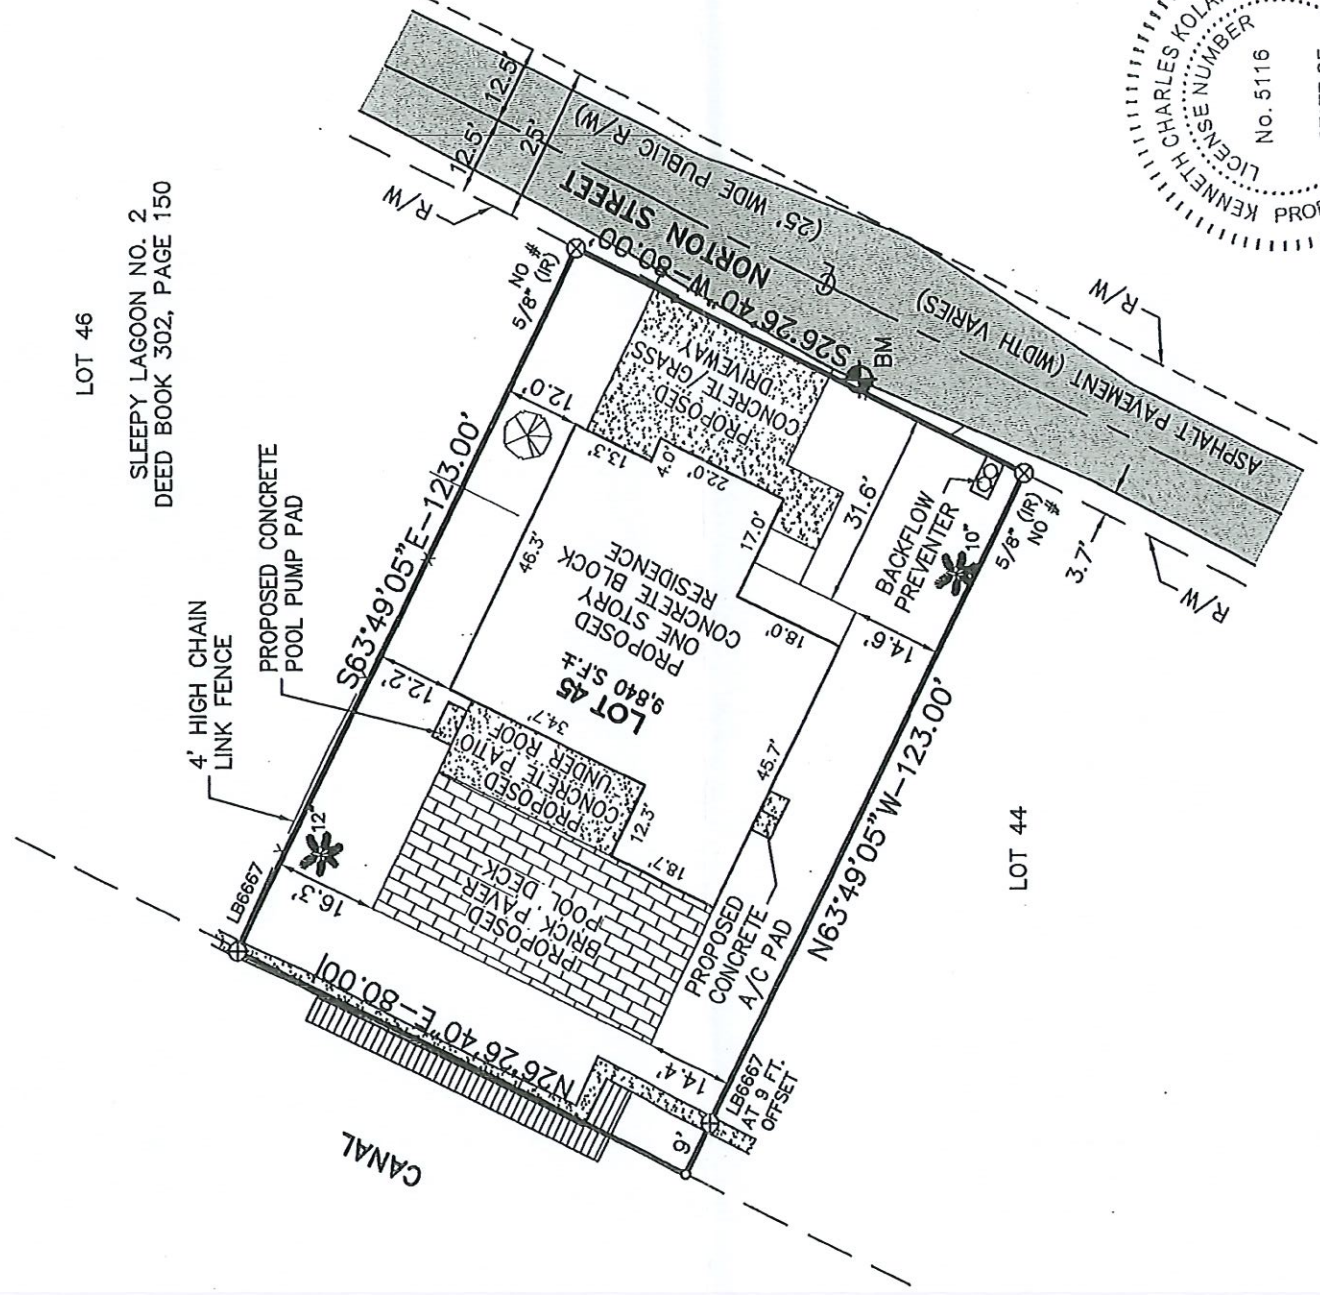 LOT 46
SLEEPY LAGOON NO. 2
DEED BOOK 302, PAGE 150
4' HIGH CHAIN
LINK FENCE
PROPOSED CONCRETE
POOL PUMP PAD
S63°49'05"E-123.00'
LB6667
12"
16.3'
12.2'
12.0'
NO #
5/8" (IR)
R/W
12.5'
12.5'
25'
NORTON STREET
(25' WIDE PUBLIC R/W)
S26°26'40"W-80.00'
BM
ASPHALT PAVEMENT (WIDTH VARIES)
R/W
R/W
3.7'
PROPOSED
CONCRETE/GRASS
DRIVEWAY
13.3'
4.0'
22.0'
17.0'
18.0'
46.3'
34.7'
12.3'
18.7'
45.7'
31.6'
14.6'
PROPOSED
ONE STORY
CONCRETE BLOCK
RESIDENCE
LOT 45
9,840 S.F.±
PROPOSED
CONCRETE PATIO
UNDER ROOF
PROPOSED
BRICK PAVER
POOL DECK
BACKFLOW
PREVENTER
10"
5/8" (IR)
NO #
PROPOSED
CONCRETE
A/C PAD
N63°49'05"W-123.00'
LOT 44
N26°26'40"E-80.00'
14.4'
9'
LB6667
AT 9 FT.
OFFSET
CANAL
KENNETH CHARLES
LICENSE NUMBER
No. 5116